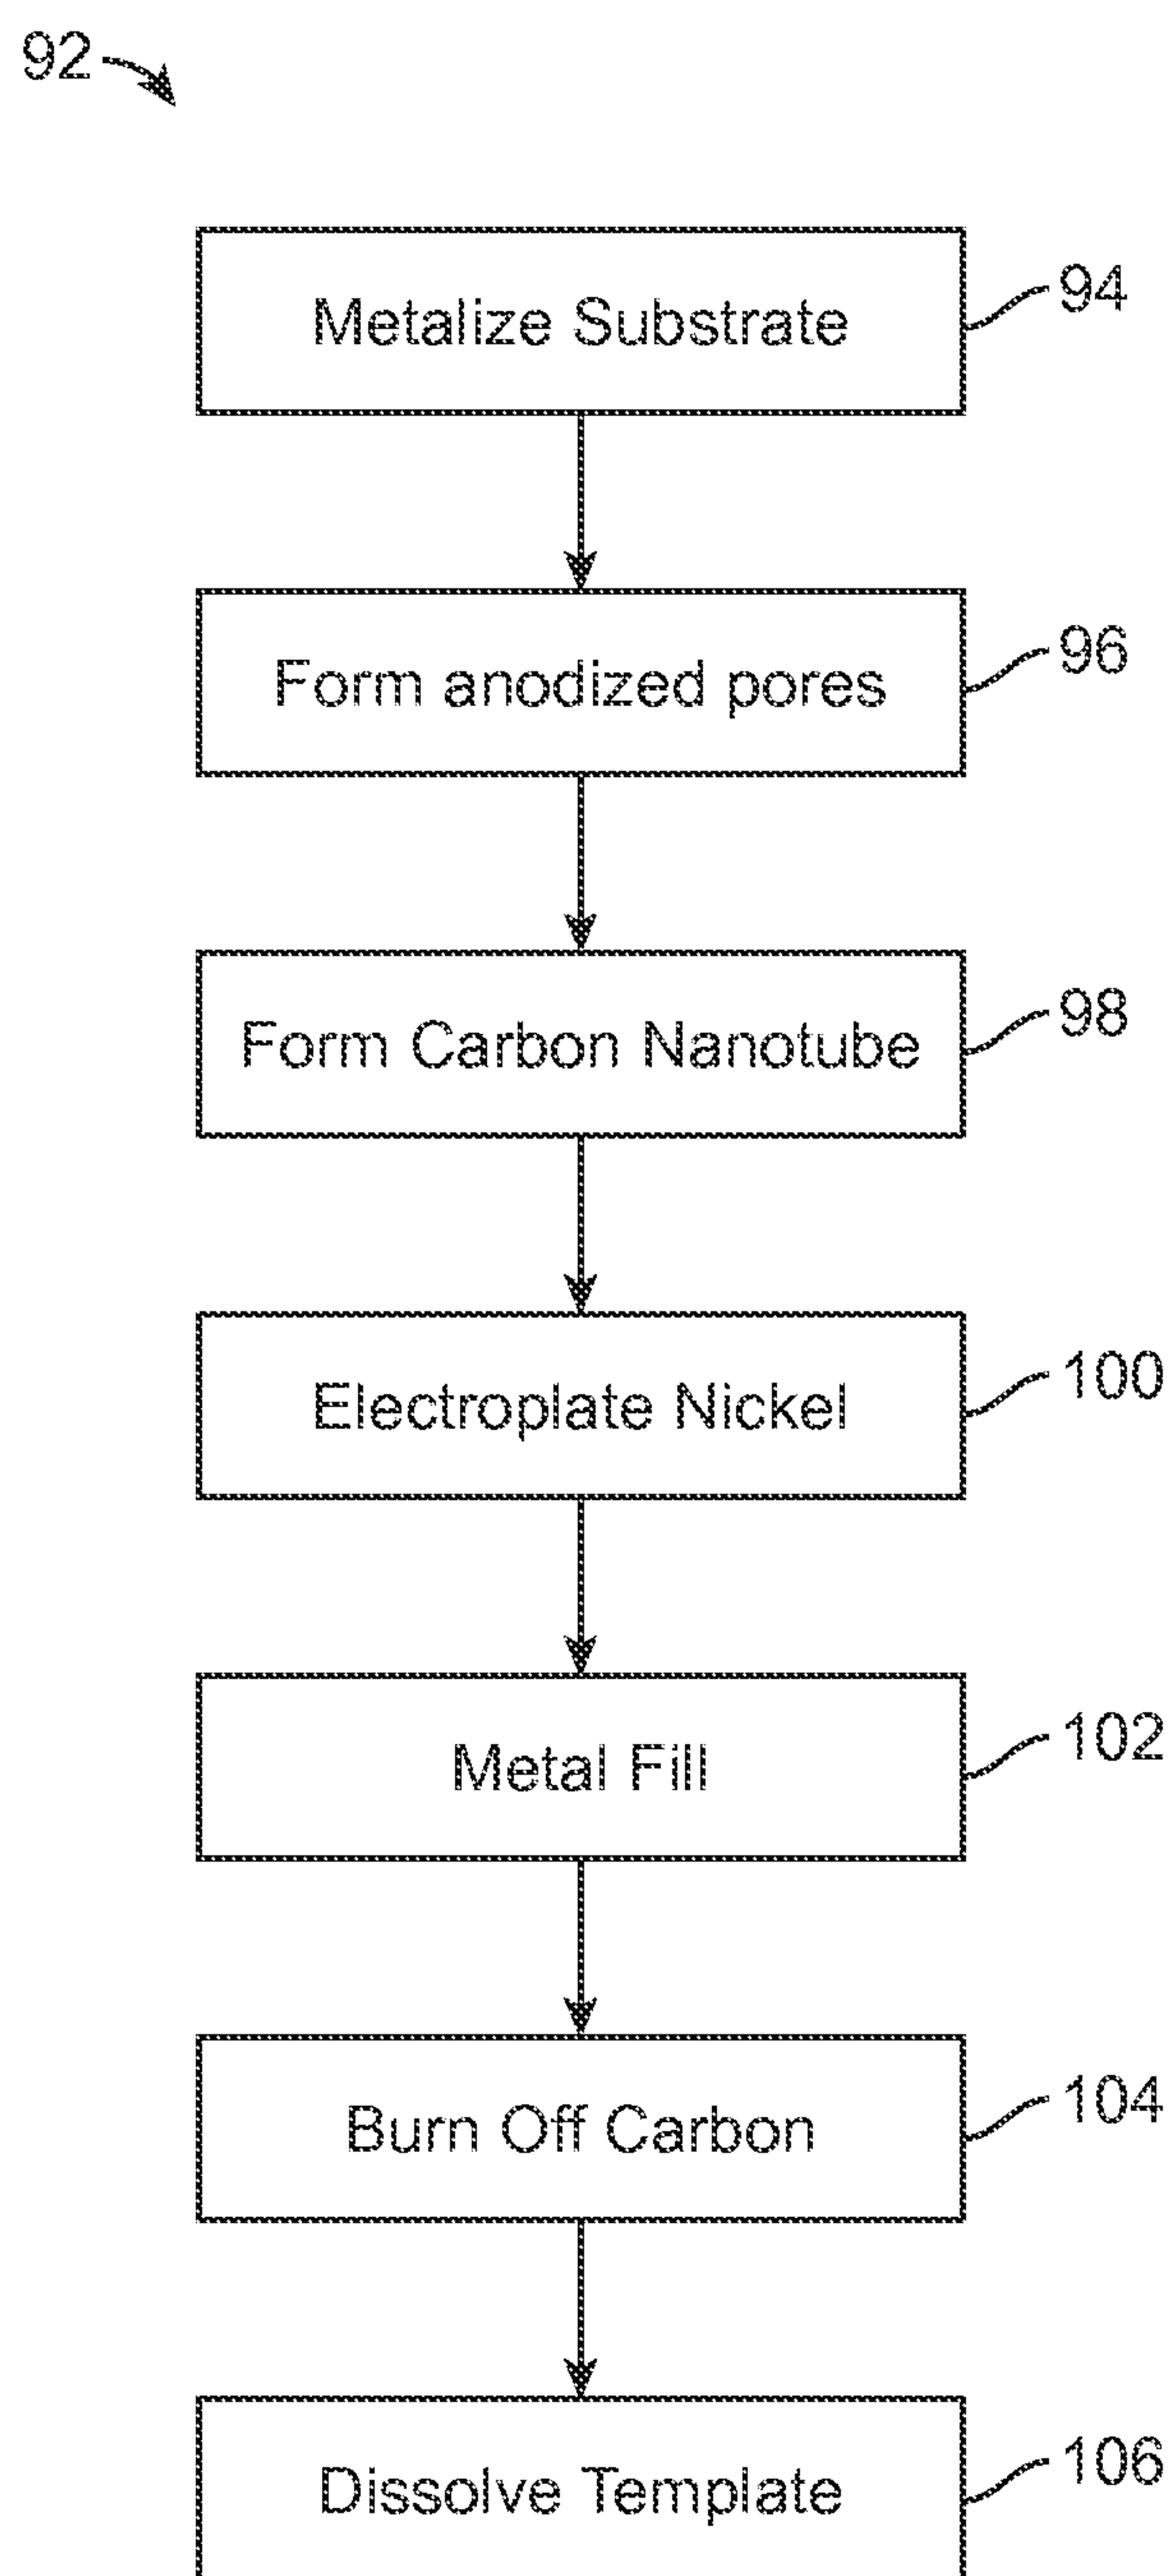 92
Metalize Substrate
94
Form anodized pores
96
Form Carbon Nanotube
98
Electroplate Nickel
100
Metal Fill
102
Burn Off Carbon
104
Dissolve Template
106